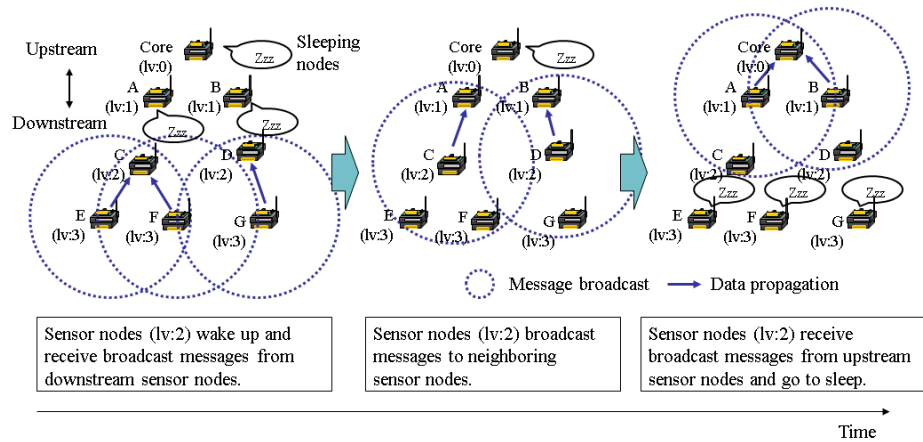 Upstream
Downstream
Core
(lv:0)
Zzz
Sleeping
nodes
A
(lv:1)
B
(lv:1)
Zzz
Zzz
C
(lv:2)
D
(lv:2)
E
(lv:3)
F
(lv:3)
G
(lv:3)
Core
(lv:0)
Zzz
A
(lv:1)
B
(lv:1)
C
(lv:2)
D
(lv:2)
E
(lv:3)
F
(lv:3)
G
(lv:3)
Core
(lv:0)
A
(lv:1)
B
(lv:1)
C
(lv:2)
D
(lv:2)
Zzz
Zzz
Zzz
E
(lv:3)
F
(lv:3)
G
(lv:3)
Message broadcast
Data propagation
Sensor nodes (lv:2) wake up and
receive broadcast messages from
downstream sensor nodes.
Sensor nodes (lv:2) broadcast
messages to neighboring
sensor nodes.
Sensor nodes (lv:2) receive
broadcast messages from upstream
sensor nodes and go to sleep.
Time